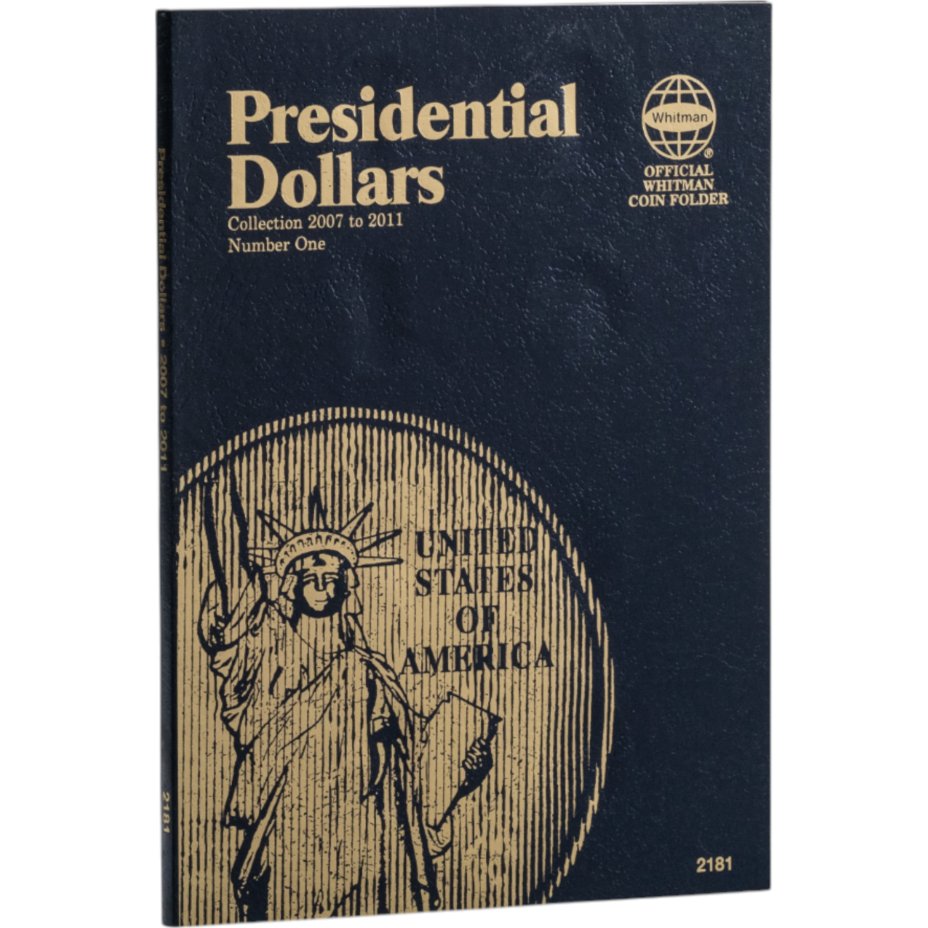 Presidential
Dollars
Collection 2007 to 2011
Number One
Whitman
®
OFFICIAL
WHITMAN
COIN FOLDER
Presidential Dollars • 2007 to 2011
2181
UNITED
STATES
OF
AMERICA
2181